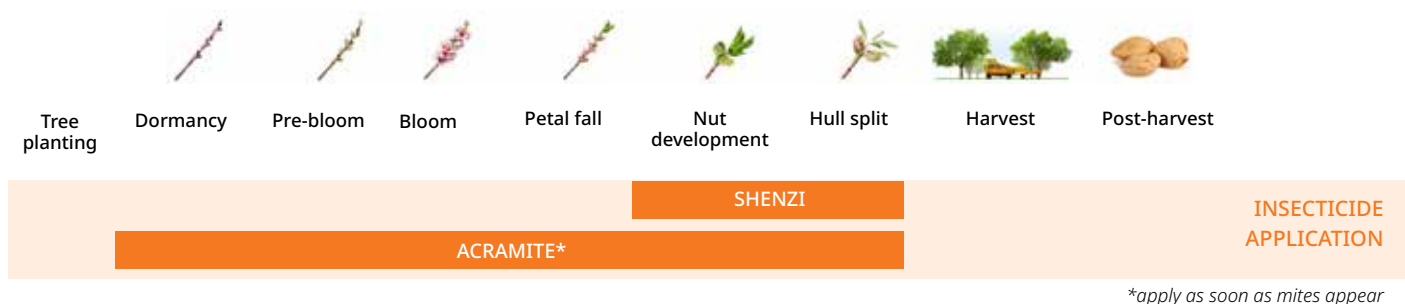 Tree
planting
Dormancy
Pre-bloom
Bloom
Petal fall
Nut
development
Hull split
Harvest
Post-harvest
SHENZI
ACRAMITE*
INSECTICIDE
APPLICATION
*apply as soon as mites appear